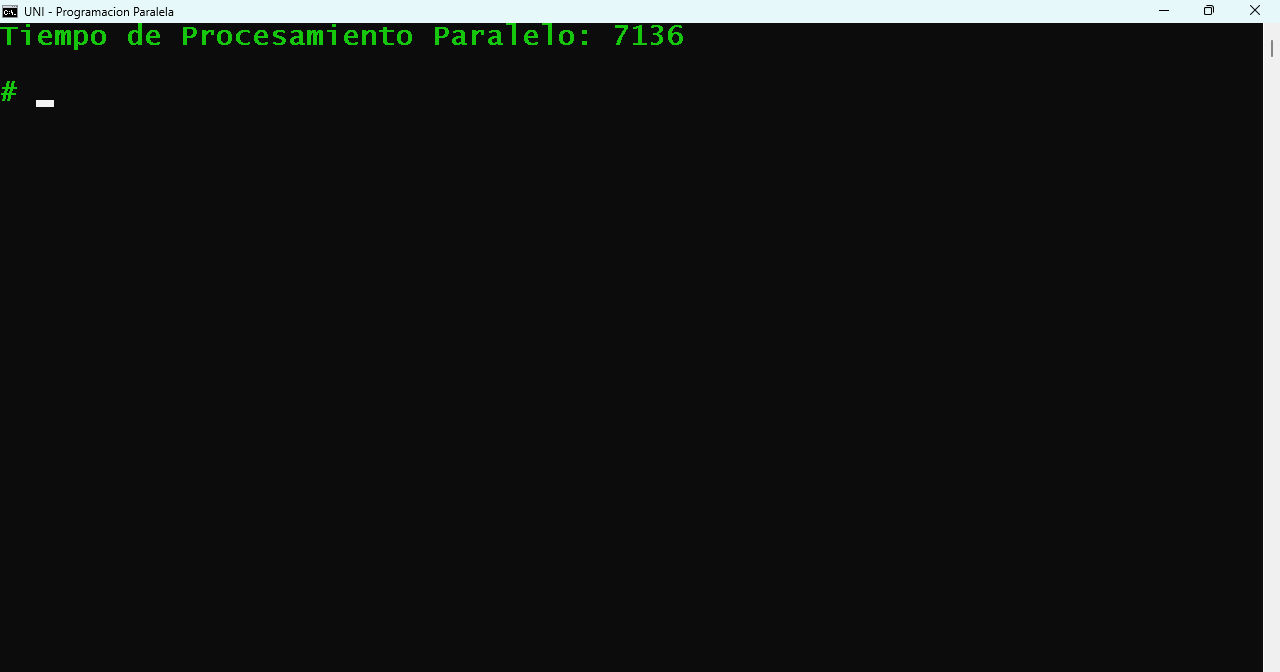 UNI - Programacion Paralela
Tiempo de Procesamiento Paralelo: 7136
#